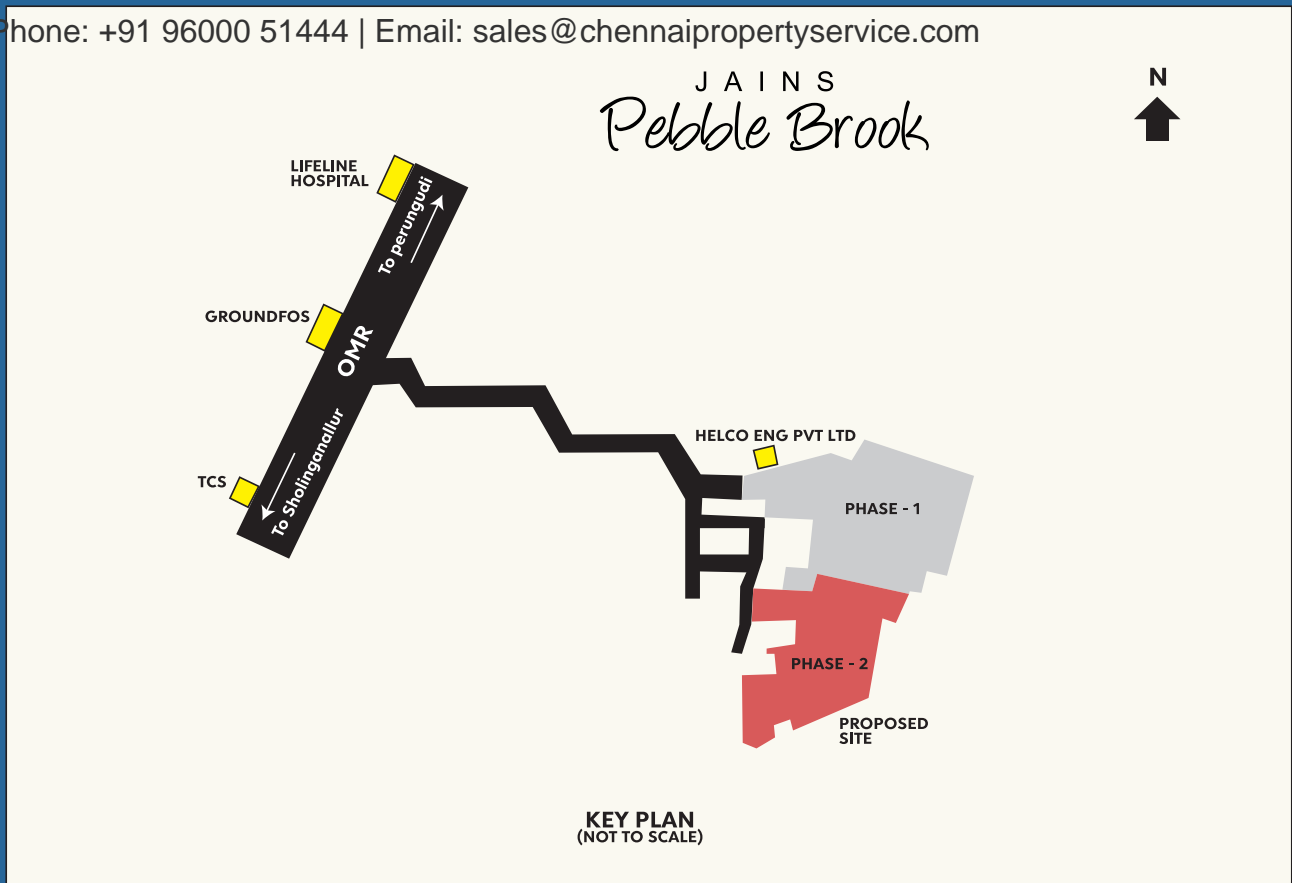 Phone: +91 96000 51444 | Email: sales@chennaipropertyservice.com
JAINS
Pebble Brook
N
LIFELINE
HOSPITAL
To perungudi
GROUNDFOS
OMR
To Sholinganallur
TCS
HELCO ENG PVT LTD
PHASE - 1
PHASE - 2
PROPOSED
SITE
KEY PLAN
(NOT TO SCALE)